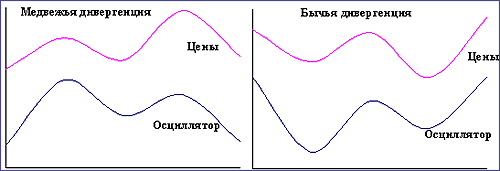 Медвежья дивергенция
Цены
Осциллятор
Бычья дивергенция
Цены
Осциллятор